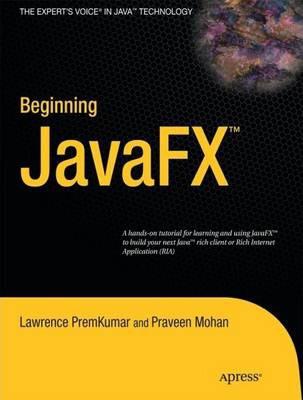 THE EXPERT'S VOICE® IN JAVA™ TECHNOLOGY
Beginning
JavaFX™
A hands-on tutorial for learning and using JavaFX™
to build your next Java™ rich client or Rich Internet
Application (RIA)
Lawrence PremKumar and Praveen Mohan
Apress®